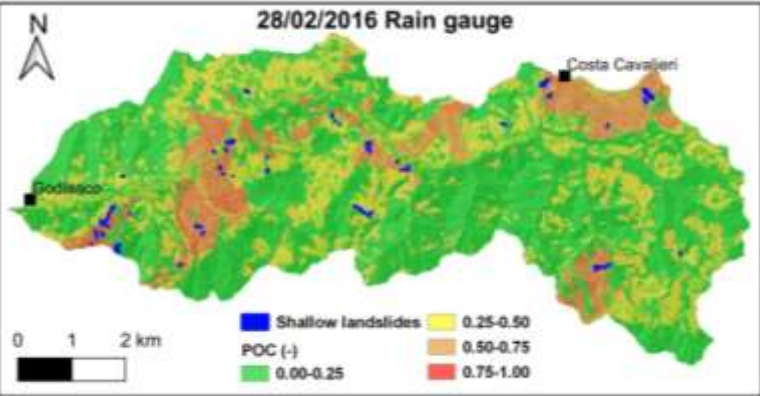 28/02/2016 Rain gauge
N
Costa Cavalieri
Godiasco
Shallow landslides
0.25-0.50
POC (-)
0.50-0.75
0.00-0.25
0.75-1.00
0 1 2 km